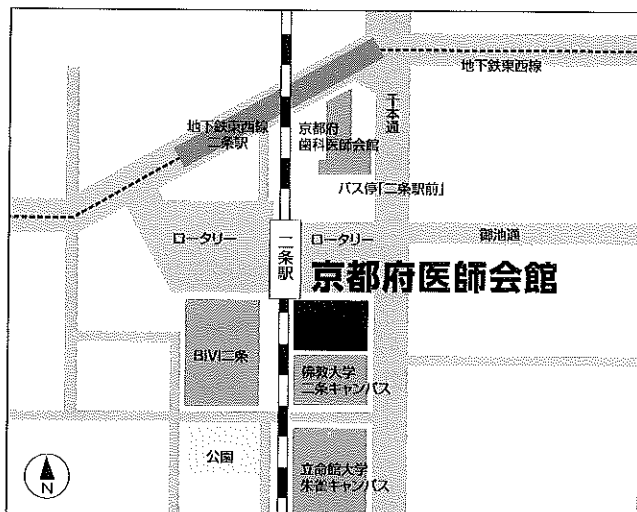 地下鉄東西線
千本通
地下鉄東西線
二条駅
京都府
歯科医師会館
バス停「二条駅前」
ロータリー
二条駅
ロータリー
御池通
京都府医師会館
BiVi二条
佛教大学
二条キャンパス
公園
立命館大学
朱雀キャンパス
N